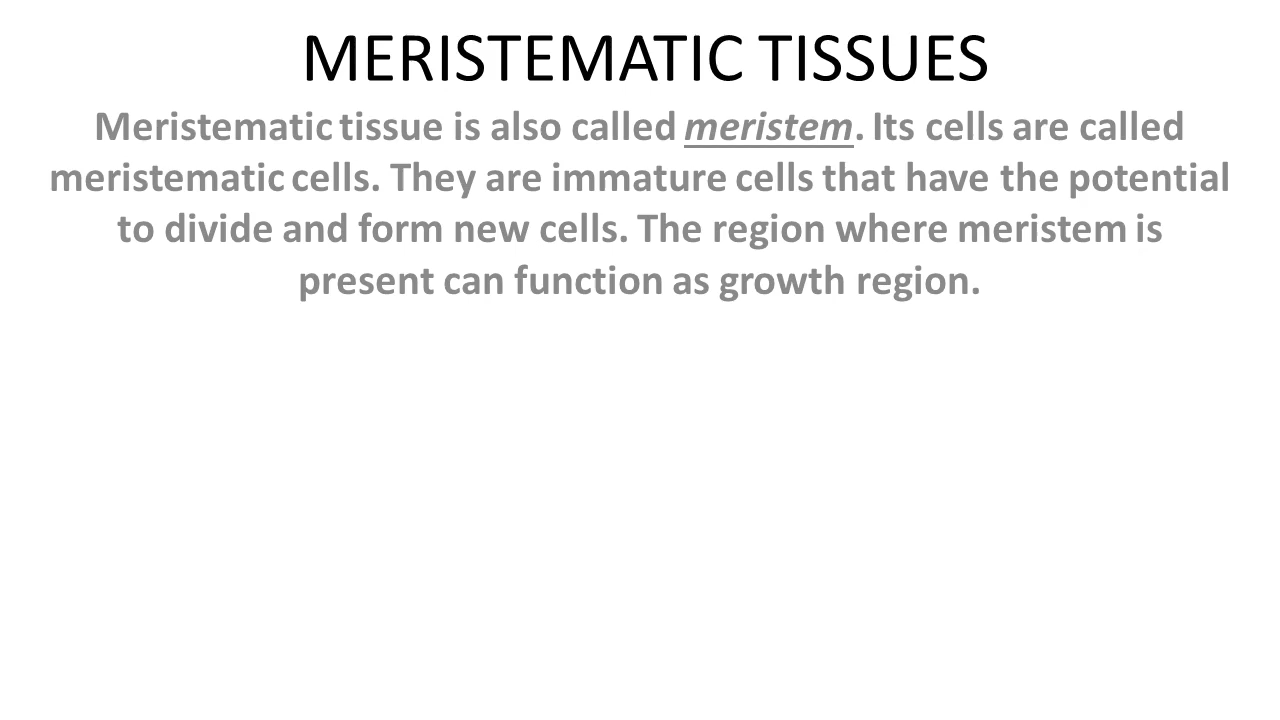 MERISTEMATIC TISSUES
Meristematic tissue is also called meristem. Its cells are called
meristematic cells. They are immature cells that have the potential
to divide and form new cells. The region where meristem is
present can function as growth region.